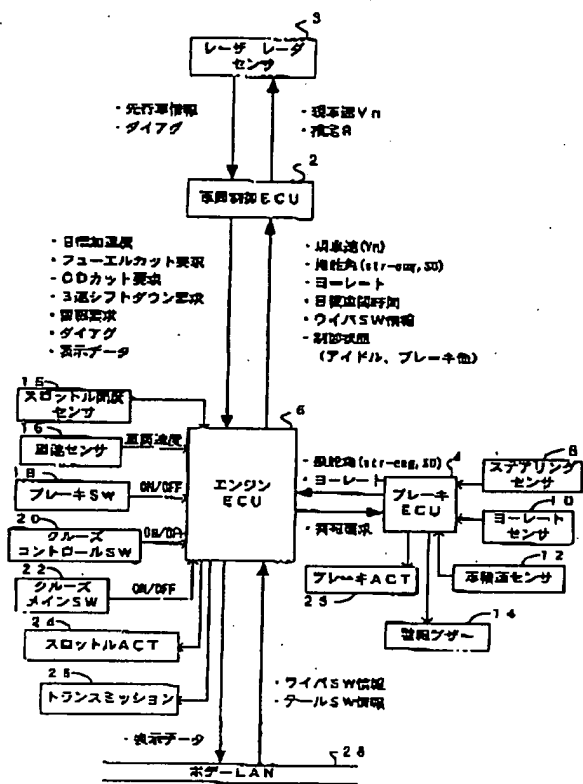 3
レーザ レーダ
センサ
・先行車情報
・ダイアグ
・現車速Vn
・推定R
2
車間制御ECU
・目標加速度
・フューエルカット要求
・ODカット要求
・3速シフトダウン要求
・警報要求
・ダイアグ
・表示データ
・現車速(Vn)
・操舵角(str-eng,S0)
・ヨーレート
・目標車間時間
・ワイパSW情報
・制御状態
(アイドル、ブレーキ他)
15
スロットル開度
センサ
16
車速センサ
車両速度
18
ブレーキSW
ON/OFF
20
クルーズ
コントロールSW
22
クルーズ
メインSW
ON/OFF
24
スロットルACT
トランスミッション
6
エンジン
ECU
・操舵角(str-eng,S0)
・ヨーレート
・警報要求
4
ブレーキ
ECU
8
ステアリング
センサ
10
ヨーレート
センサ
12
車輪速センサ
ブレーキACT
25
14
警報ブザー
・ワイパSW情報
・テールSW情報
・表示データ
28
ボデーLAN